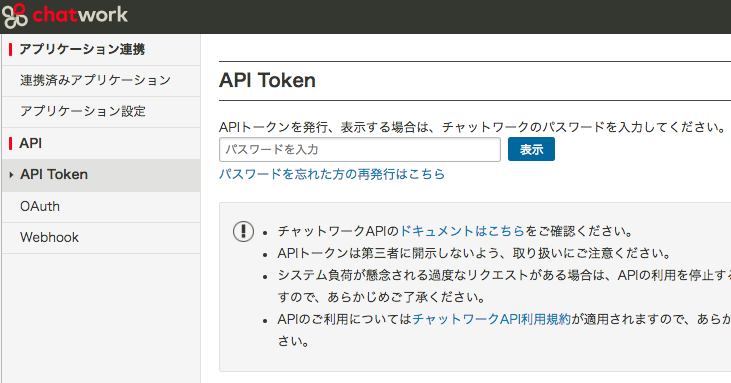 chatwork
アプリケーション連携
連携済みアプリケーション
アプリケーション設定
API
API Token
OAuth
Webhook
API Token
APIトークンを発行、表示する場合は、チャットワークのパスワードを入力してください。
パスワードを入力
表示
パスワードを忘れた方の再発行はこちら
チャットワークAPIのドキュメントはこちらをご確認ください。
APIトークンは第三者に開示しないよう、取り扱いにご注意ください。
システム負荷が懸念される過度なリクエストがある場合は、APIの利用を停止す
すので、あらかじめご了承ください。
APIのご利用についてはチャットワークAPI利用規約が適用されますので、あらか
さい。